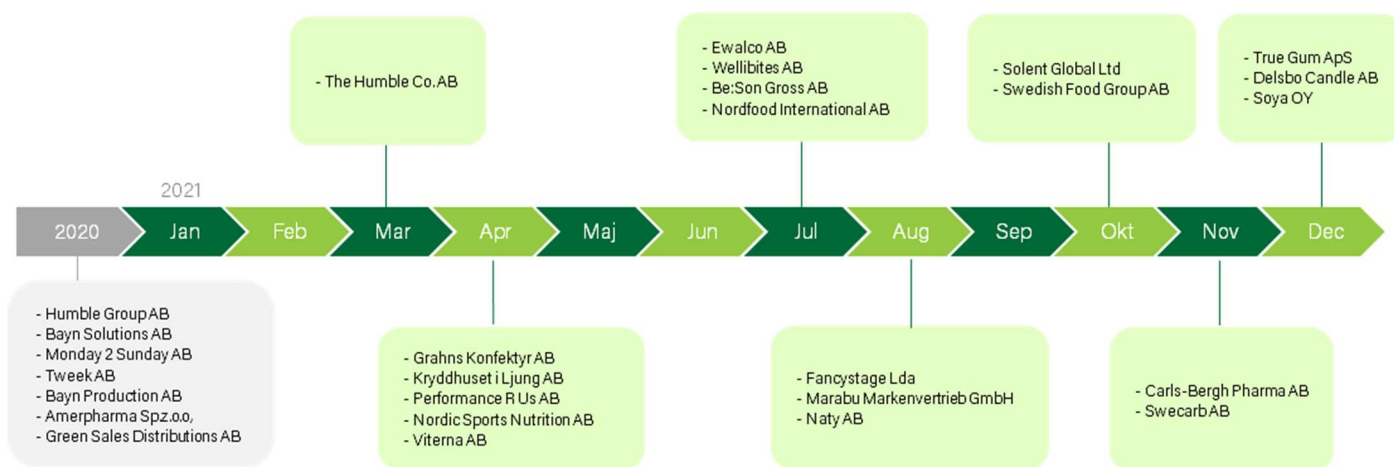 - The Humble Co. AB
- Ewalco AB
- Wellibites AB
- Be:Son Gross AB
- Nordfood International AB
- Solent Global Ltd
- Swedish Food Group AB
- True Gum ApS
- Delsbo Candle AB
- Soya OY
2021
2020 Jan Feb Mar Apr Maj Jun Jul Aug Sep Okt Nov Dec
- Humble Group AB
- Bayn Solutions AB
- Monday 2 Sunday AB
- Tweek AB
- Bayn Production AB
- Amerpharma Sp.z.o.o,
- Green Sales Distributions AB
- Grahns Konfektyr AB
- Kryddhuset i Ljung AB
- Performance R Us AB
- Nordic Sports Nutrition AB
- Viterna AB
- Fancystage Lda
- Marabu Markenvertrieb GmbH
- Naty AB
- Carls-Bergh Pharma AB
- Swecarb AB